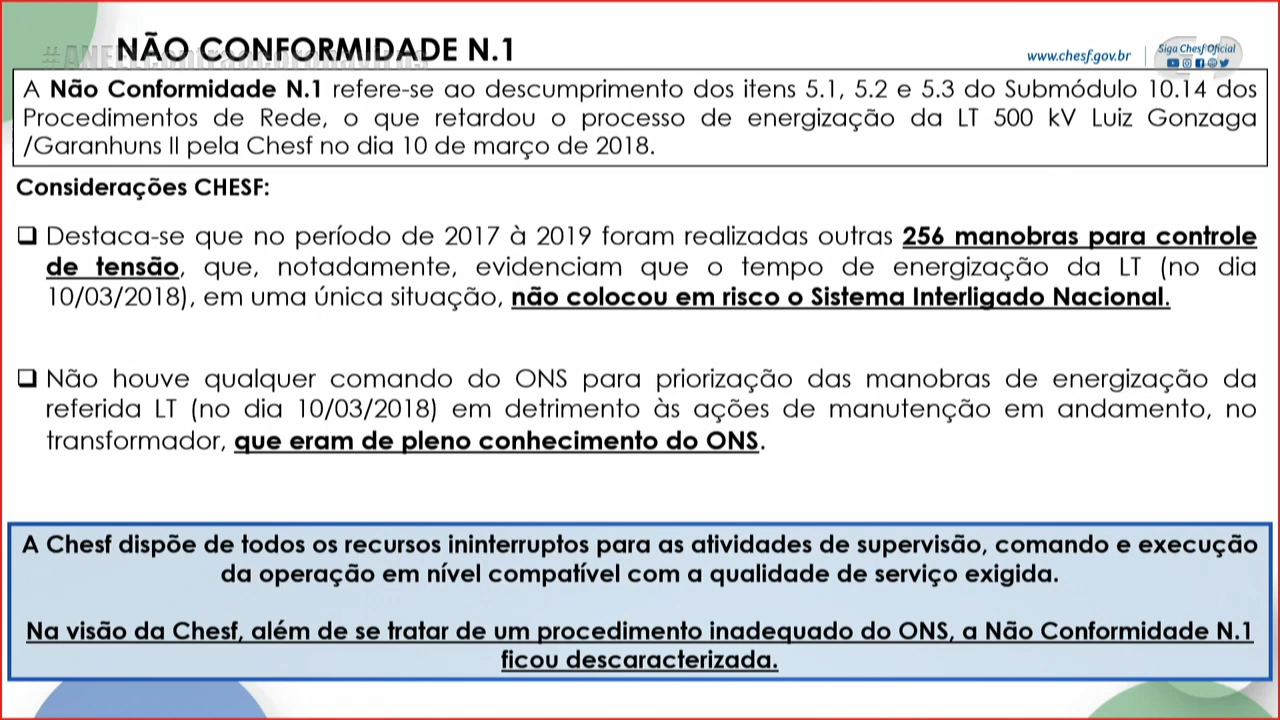 NÃO CONFORMIDADE N.1
www.chesf.gov.br
Siga Chesf Oficial
A Não Conformidade N.1 refere-se ao descumprimento dos itens 5.1, 5.2 e 5.3 do Submódulo 10.14 dos
Procedimentos de Rede, o que retardou o processo de energização da LT 500 kV Luiz Gonzaga
/Garanhuns II pela Chesf no dia 10 de março de 2018.
Considerações CHESF:
Destaca-se que no período de 2017 à 2019 foram realizadas outras 256 manobras para controle
de tensão, que, notadamente, evidenciam que o tempo de energização da LT (no dia
10/03/2018), em uma única situação, não colocou em risco o Sistema Interligado Nacional.
Não houve qualquer comando do ONS para priorização das manobras de energização da
referida LT (no dia 10/03/2018) em detrimento às ações de manutenção em andamento, no
transformador, que eram de pleno conhecimento do ONS.
A Chesf dispõe de todos os recursos ininterruptos para as atividades de supervisão, comando e execução
da operação em nível compatível com a qualidade de serviço exigida.
Na visão da Chesf, além de se tratar de um procedimento inadequado do ONS, a Não Conformidade N.1
ficou descaracterizada.